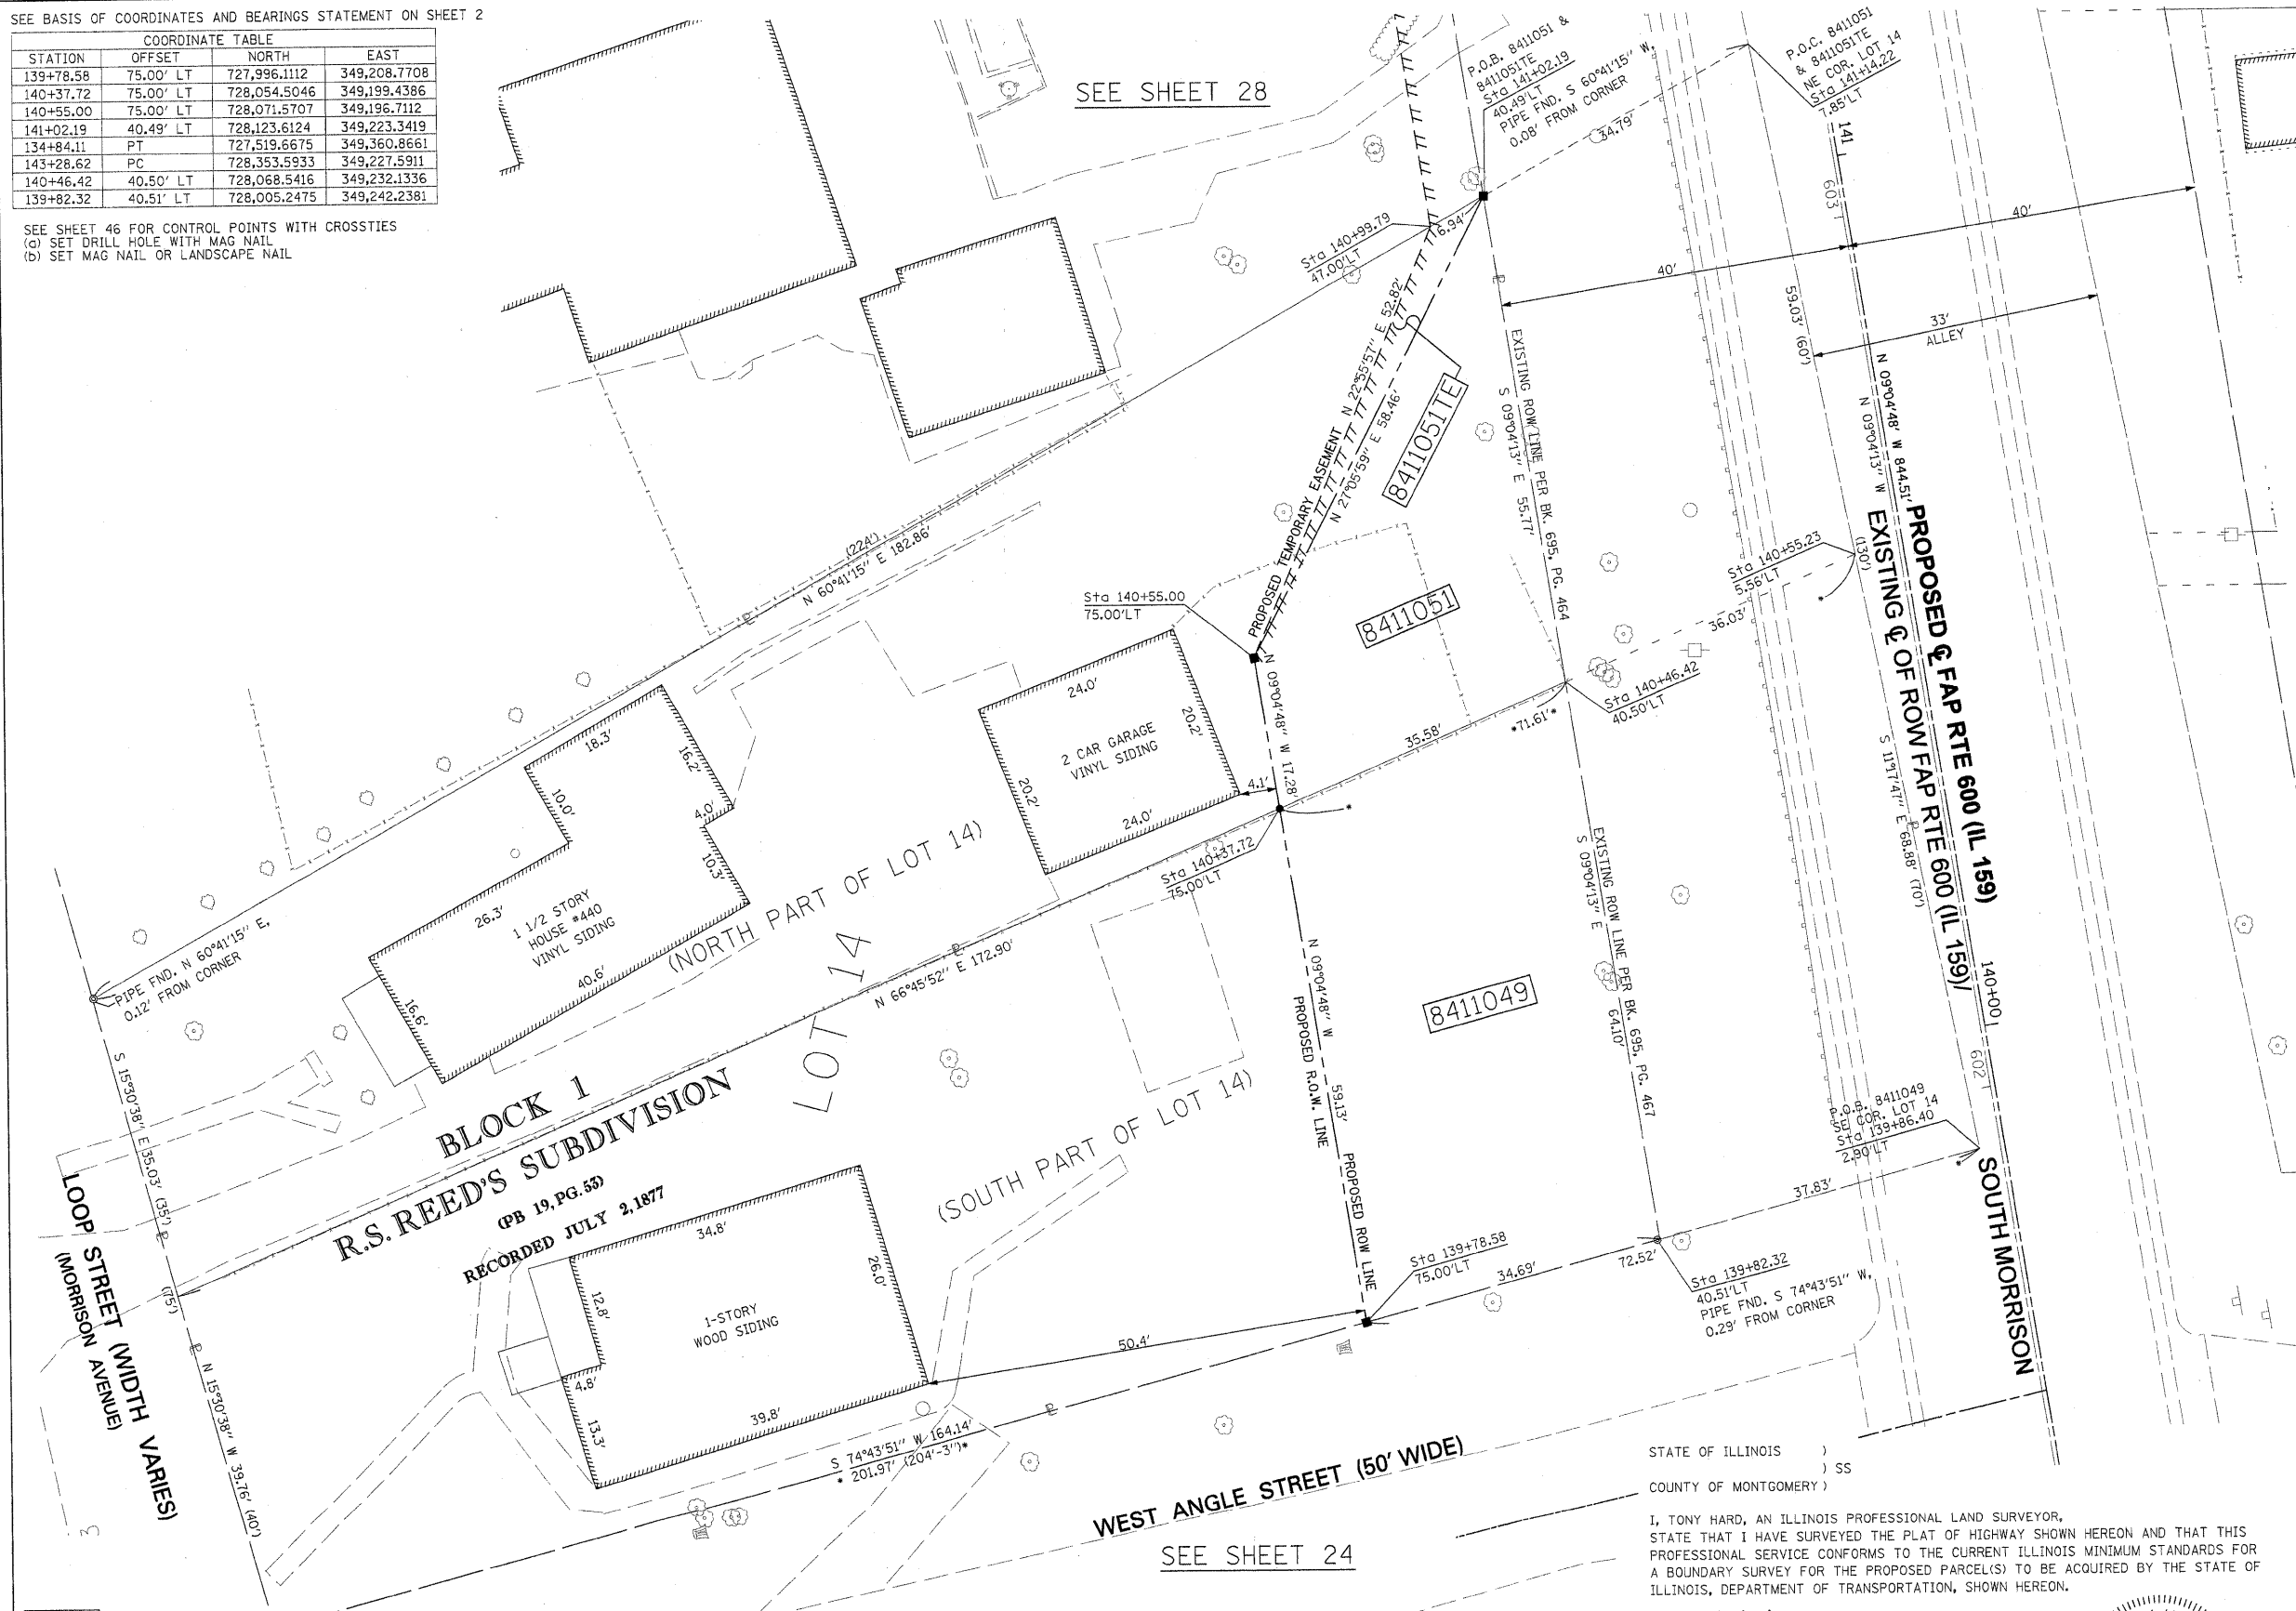 SEE BASIS OF COORDINATES AND BEARINGS STATEMENT ON SHEET 2
COORDINATE TABLE
STATION OFFSET NORTH EAST
139+78.58 75.00' LT 727,996.1112 349,208.7708
140+37.72 75.00' LT 728,054.5046 349,199.4386
140+55.00 75.00' LT 728,071.5707 349,196.7112
141+02.19 40.49' LT 728,123.6124 349,223.3419
134+84.11 PT 727,519.6675 349,360.8661
143+28.62 PC 728,353.5933 349,227.5911
140+46.42 40.50' LT 728,068.5416 349,232.1336
139+82.32 40.51' LT 728,005.2475 349,242.2381
SEE SHEET 46 FOR CONTROL POINTS WITH CROSSTIES
(a) SET DRILL HOLE WITH MAG NAIL
(b) SET MAG NAIL OR LANDSCAPE NAIL
SEE SHEET 28
P.O.B. 8411051 &
8411051TE
Sta 141+02.19
40.49'LT
PIPE FND. S 60°41'15" W,
0.08' FROM CORNER
34.79'
P.O.C. 8411051
& 8411051TE
NE COR. LOT 14
Sta 141+14.22
7.85'LT
141
603
40'
40'
33'
ALLEY
59.03' (60')
Sta 140+99.79
47.00'LT
6.94'
PROPOSED TEMPORARY EASEMENT N 22°55'57" E 52.82'
N 27°05'59" E 58.46'
8411051TE
EXISTING ROW LINE PER BK. 695, PG. 464
S 09°04'13" E 55.77'
N 09°04'48" W 844.51'
N 09°04'13" W
PROPOSED ℄ FAP RTE 600 (IL 159)
EXISTING ℄ OF ROW FAP RTE 600 (IL 159)/
(130')
Sta 140+55.23
5.56'LT
36.03'
*
(224')
N 60°41'15" E 182.86'
Sta 140+55.00
75.00'LT
8411051
Sta 140+46.42
40.50'LT
*71.61'*
35.58'
N 09°04'48" W 17.28'
24.0'
20.2'
2 CAR GARAGE
VINYL SIDING
20.2'
24.0'
4.1'
*
Sta 140+37.72
75.00'LT
18.3'
16.2'
10.0'
4.0'
10.3'
26.3'
1 1/2 STORY
HOUSE #440
VINYL SIDING
40.6'
16.6'
(NORTH PART OF LOT 14)
LOT 14
N 66°45'52" E 172.90'
S 11°17'47" E 68.88' (70')
PIPE FND. N 60°41'15" E,
0.12' FROM CORNER
S 15°30'38" E 35.03' (35')
BLOCK 1
R.S. REED'S SUBDIVISION
(PB 19, PG. 53)
RECORDED JULY 2, 1877
(SOUTH PART OF LOT 14)
8411049
N 09°04'48" W 59.13'
PROPOSED R.O.W. LINE
PROPOSED ROW LINE
EXISTING ROW LINE PER BK. 695, PG. 467
S 09°04'13" E 64.10'
140+00
602
P.O.B. 8411049
SE COR. LOT 14
Sta 139+86.40
2.90'LT
*
37.83'
SOUTH MORRISON
Sta 139+78.58
75.00'LT
34.69'
72.52'
Sta 139+82.32
40.51'LT
PIPE FND. S 74°43'51" W,
0.29' FROM CORNER
LOOP STREET (WIDTH VARIES)
(MORRISON AVENUE)
(75')
N 15°30'38" W 39.76' (40')
34.8'
26.0'
12.8'
1-STORY
WOOD SIDING
4.8'
13.3'
39.8'
50.4'
S 74°43'51" W 164.14'
* 201.97' (204'-3")*
3
WEST ANGLE STREET (50' WIDE)
SEE SHEET 24
STATE OF ILLINOIS )
) SS
COUNTY OF MONTGOMERY )
I, TONY HARD, AN ILLINOIS PROFESSIONAL LAND SURVEYOR,
STATE THAT I HAVE SURVEYED THE PLAT OF HIGHWAY SHOWN HEREON AND THAT THIS
PROFESSIONAL SERVICE CONFORMS TO THE CURRENT ILLINOIS MINIMUM STANDARDS FOR
A BOUNDARY SURVEY FOR THE PROPOSED PARCEL(S) TO BE ACQUIRED BY THE STATE OF
ILLINOIS, DEPARTMENT OF TRANSPORTATION, SHOWN HEREON.